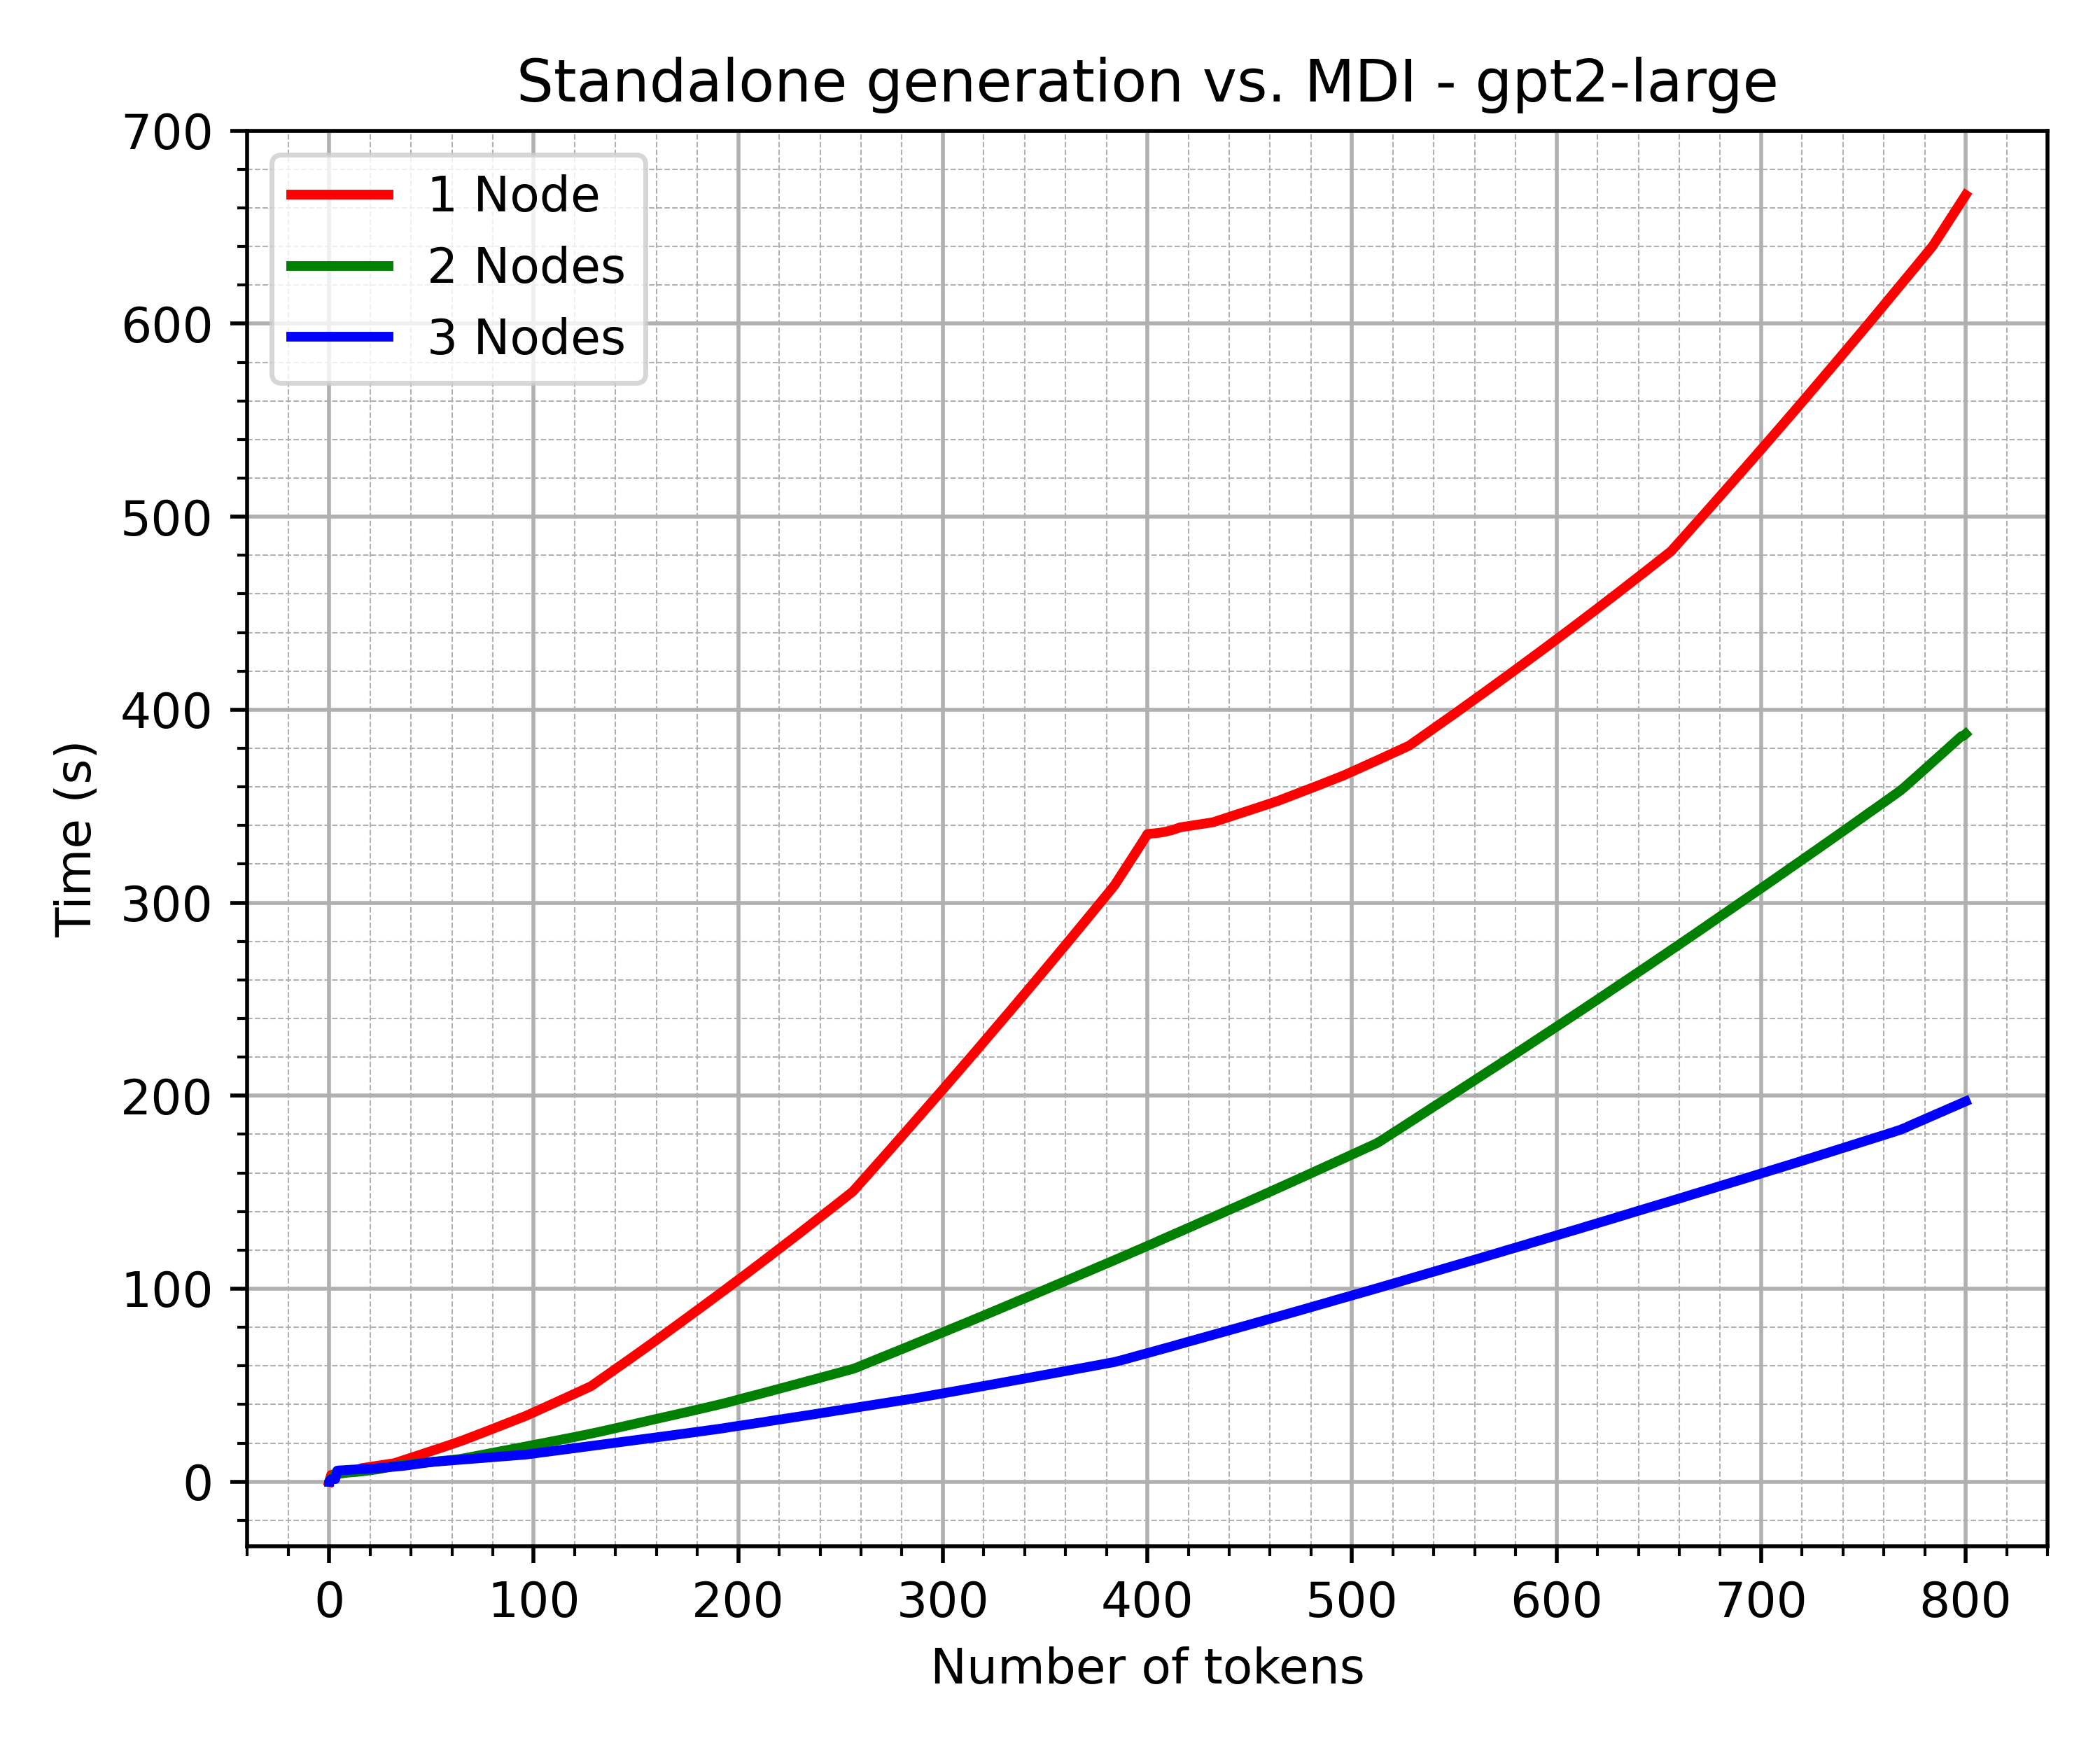 Standalone generation vs. MDI - gpt2-large
700
600
500
400
300
200
100
0
1 Node
2 Nodes
3 Nodes
Time (s)
0 100 200 300 400 500 600 700 800
Number of tokens